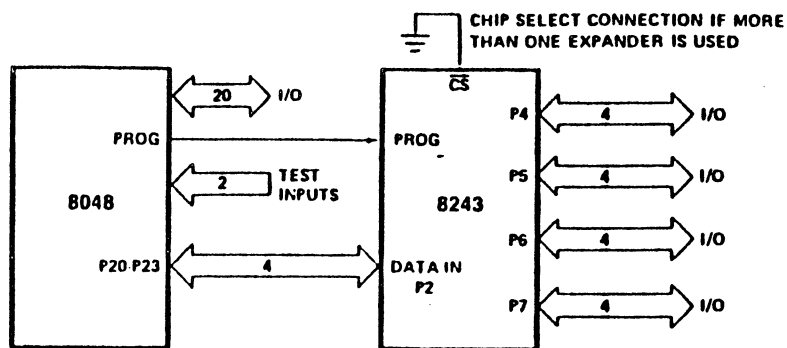 CHIP SELECT CONNECTION IF MORE
THAN ONE EXPANDER IS USED
CS
20
I/O
P4
4
I/O
PROG
PROG
2
TEST
INPUTS
P5
4
I/O
8048
8243
P6
4
I/O
P20-P23
4
DATA IN
P2
P7
4
I/O